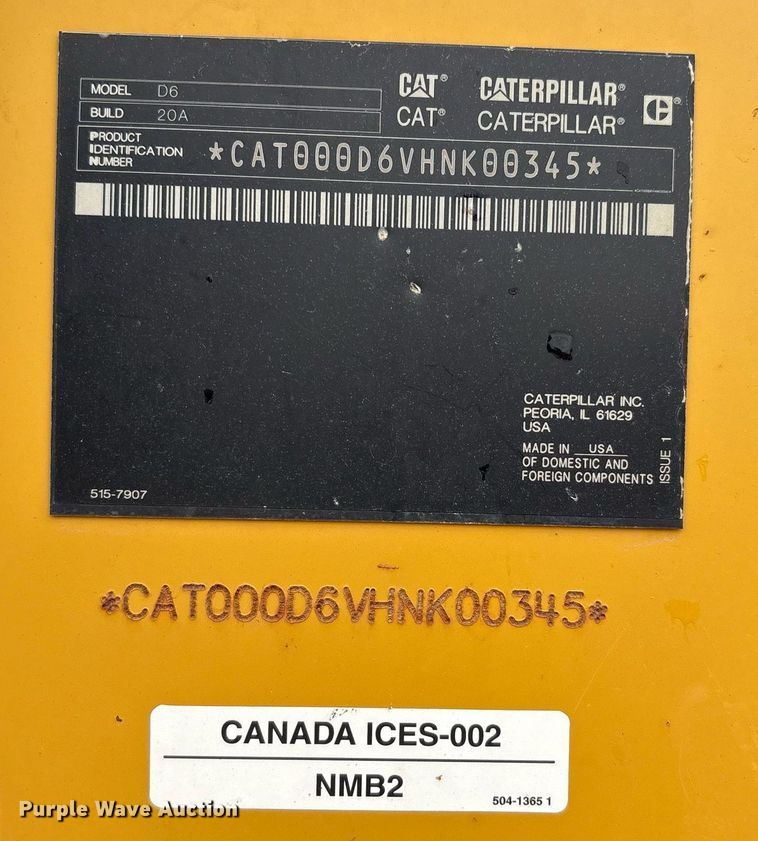 MODEL D6
BUILD 20A
CAT® CATERPILLAR®
CAT® CATERPILLAR®
PRODUCT
IDENTIFICATION
NUMBER
*CAT000D6VHNK00345*
CATERPILLAR INC.
PEORIA, IL 61629
USA
MADE IN USA
OF DOMESTIC AND
FOREIGN COMPONENTS
ISSUE 1
515-7907
*CAT000D6VHNK00345*
CANADA ICES-002
NMB2
504-1365 1
Purple Wave Auction